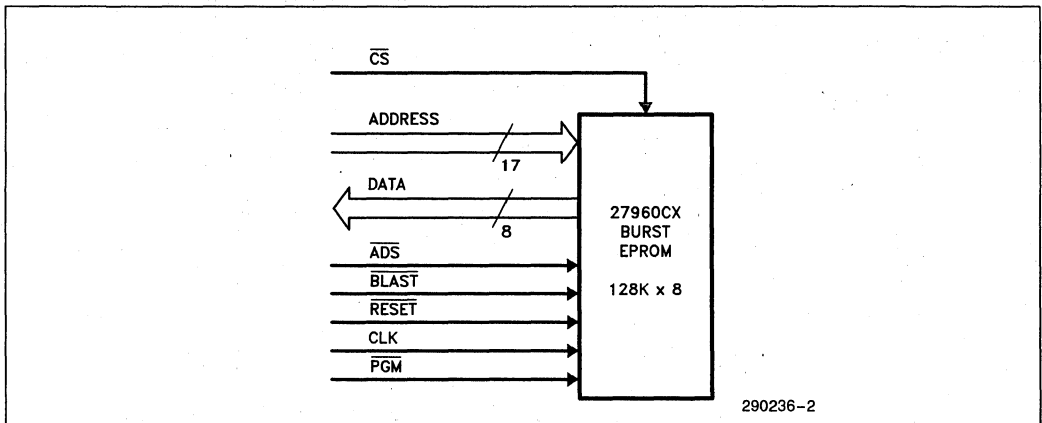 CS
ADDRESS
17
DATA
8
ADS
BLAST
RESET
CLK
PGM
27960CX
BURST
EPROM
128K x 8
290236-2